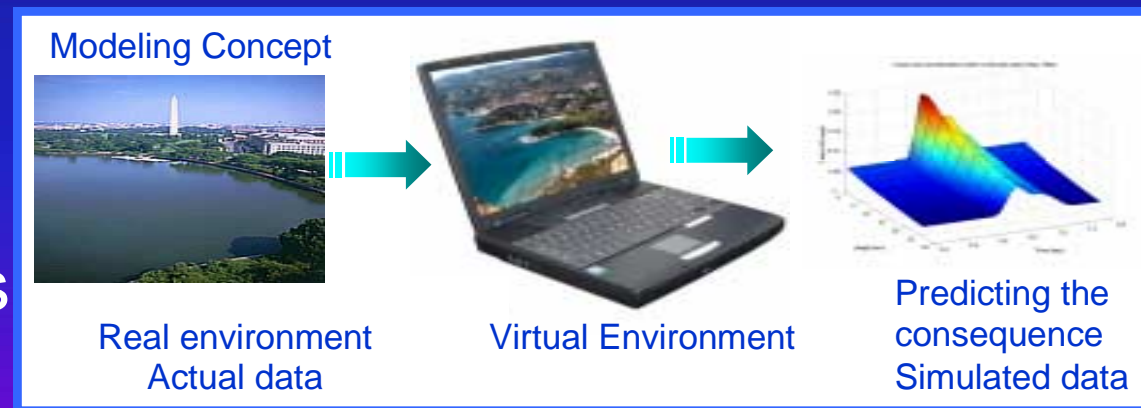 Modeling Concept
s
Real environment
Actual data
Virtual Environment
Predicting the
consequence
Simulated data